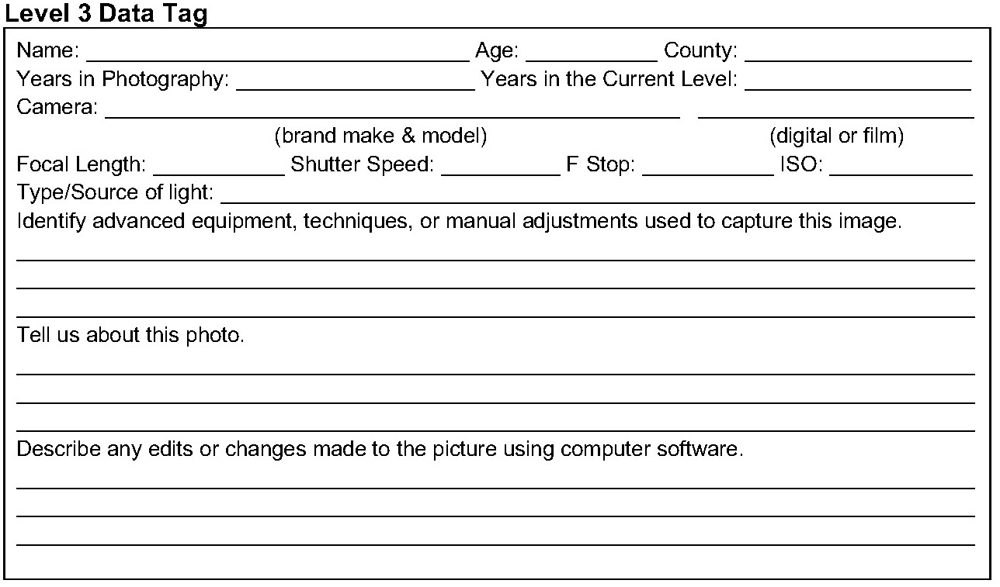 Level 3 Data Tag
Name: Age: County:
Years in Photography: Years in the Current Level:
Camera:
(brand make & model) (digital or film)
Focal Length: Shutter Speed: F Stop: ISO:
Type/Source of light:
Identify advanced equipment, techniques, or manual adjustments used to capture this image.
Tell us about this photo.
Describe any edits or changes made to the picture using computer software.